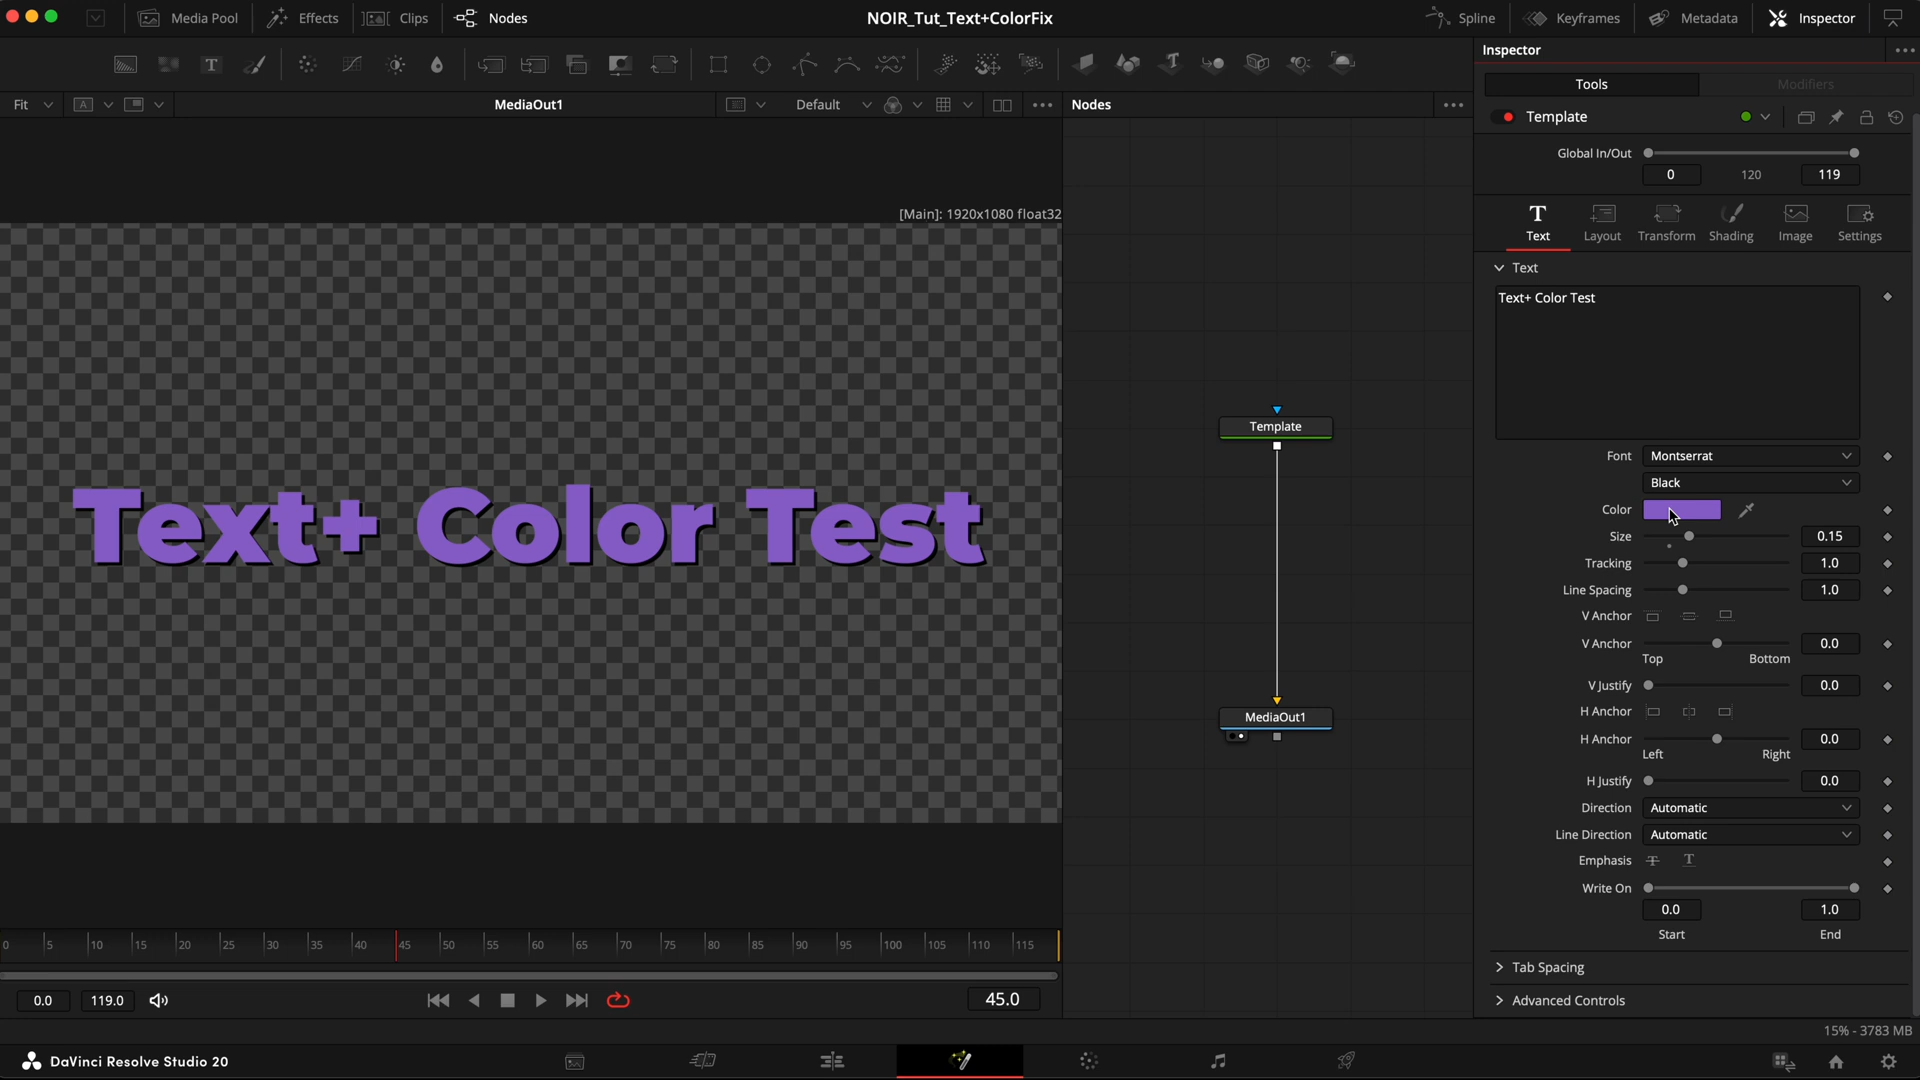 Media Pool
Effects
Clips
Nodes
NOIR_Tut_Text+ColorFix
Spline
Keyframes
Metadata
Inspector
Inspector
Tools
Modifiers
Fit
A
MediaOut1
Default
Nodes
Template
Global In/Out
0
120
119
[Main]: 1920x1080 float32
Text
Layout
Transform
Shading
Image
Settings
Text
Text+ Color Test
Text+ Color Test
Template
MediaOut1
Font
Montserrat
Black
Color
Size
0.15
Tracking
1.0
Line Spacing
1.0
V Anchor
V Anchor
0.0
Top
Bottom
V Justify
0.0
H Anchor
H Anchor
0.0
Left
Right
H Justify
0.0
Direction
Automatic
Line Direction
Automatic
Emphasis
Write On
0.0
1.0
Start
End
Tab Spacing
Advanced Controls
0 5 10 15 20 25 30 35 40 45 50 55 60 65 70 75 80 85 90 95 100 105 110 115
0.0
119.0
45.0
15% - 3783 MB
DaVinci Resolve Studio 20